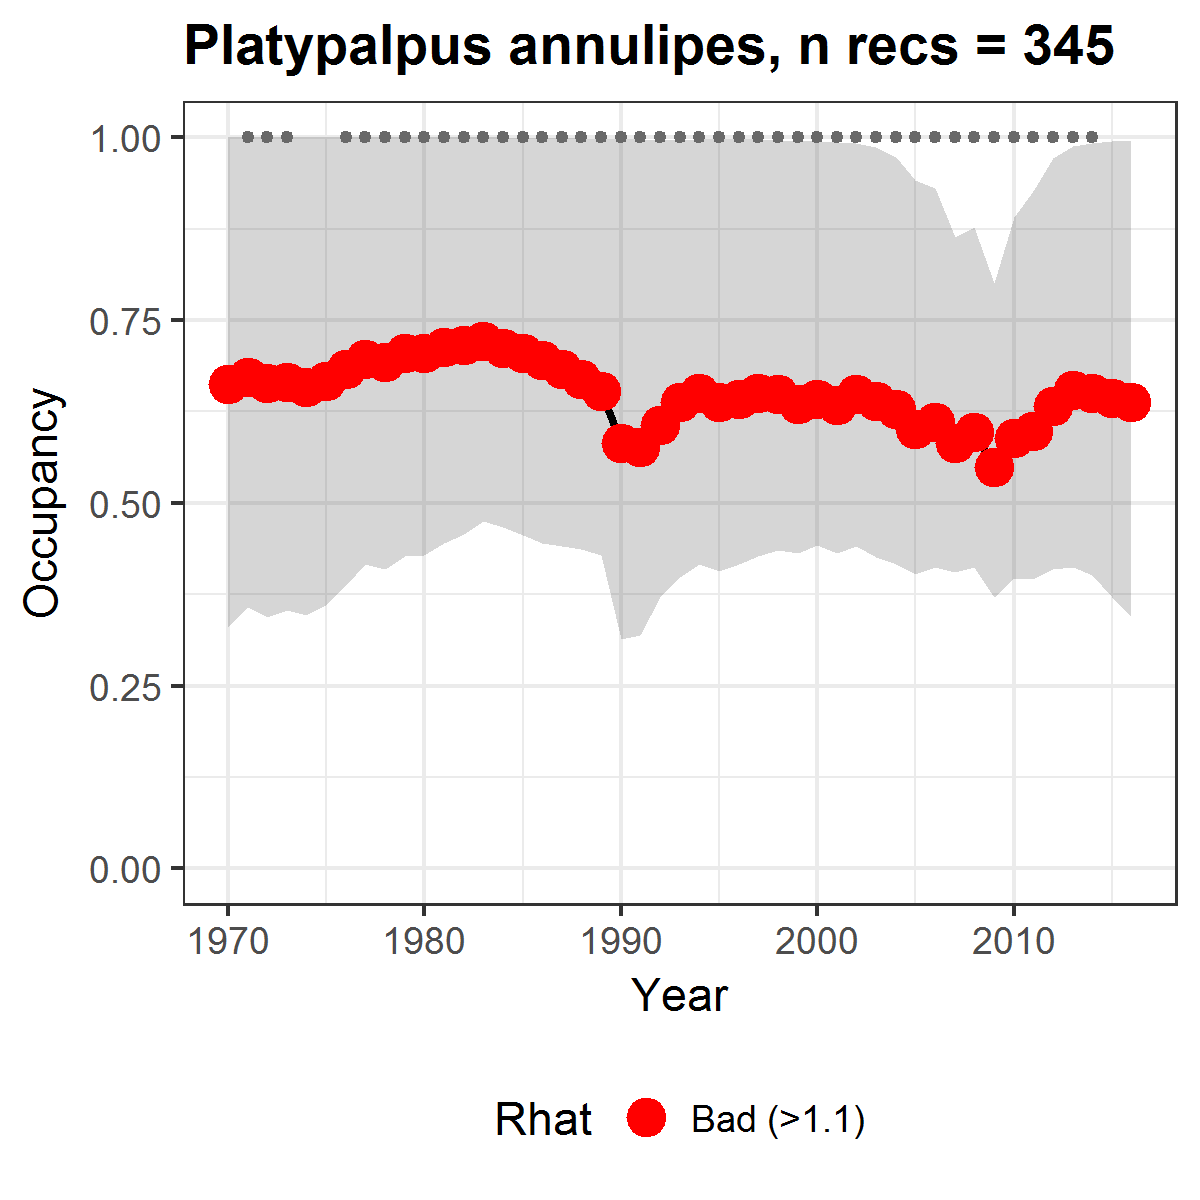 Platypalpus annulipes, n recs = 345
1.00
0.75
0.50
0.25
0.00
Occupancy
1970 1980 1990 2000 2010
Year
Rhat Bad (>1.1)